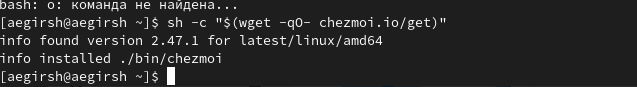 bash: о: команда не найдена...
[aegirsh@aegirsh ~]$ sh -c "$(wget -qO- chezmoi.io/get)"
info found version 2.47.1 for latest/linux/amd64
info installed ./bin/chezmoi
[aegirsh@aegirsh ~]$